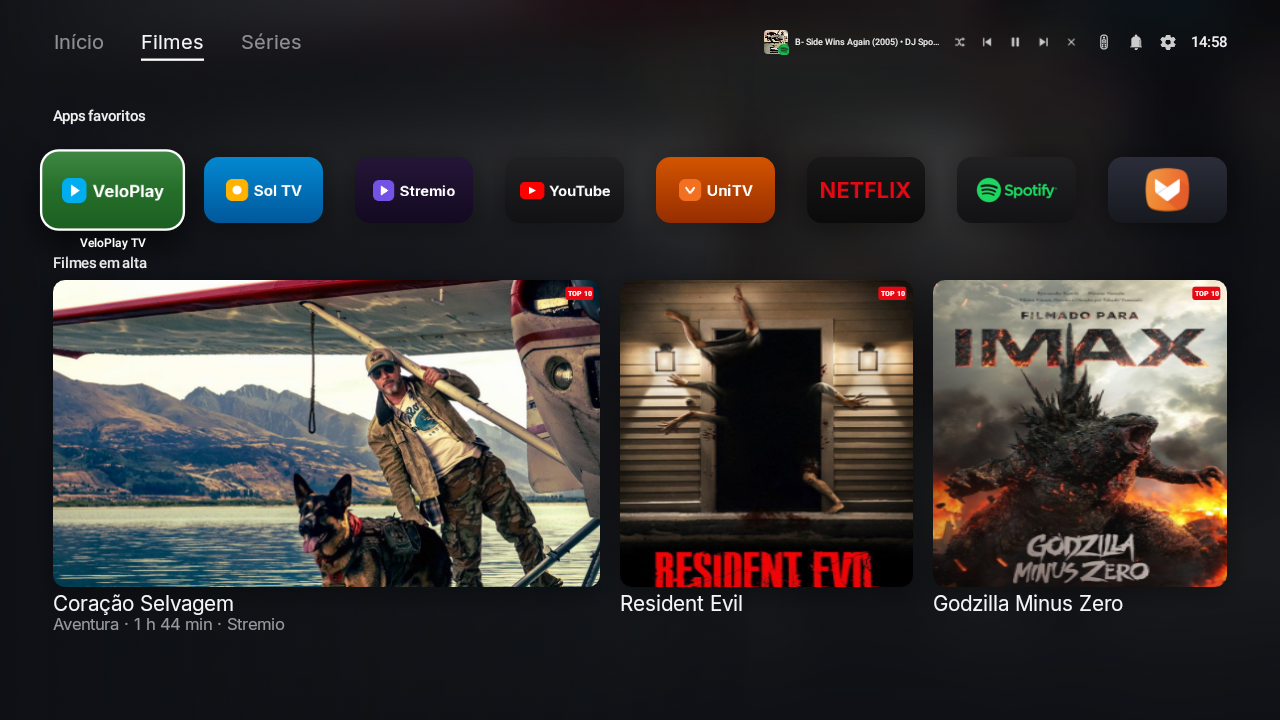 Início Filmes Séries
B- Side Wins Again (2005) • DJ Spo...
14:58
Apps favoritos
VeloPlay
Sol TV
Stremio
YouTube
UniTV
NETFLIX
Spotify
VeloPlay TV
Filmes em alta
TOP 10
TOP 10
RESIDENT EVIL
TOP 10
FILMADO PARA
IMAX
GODZILLA
MINUS ZERO
Coração Selvagem
Aventura · 1 h 44 min · Stremio
Resident Evil
Godzilla Minus Zero